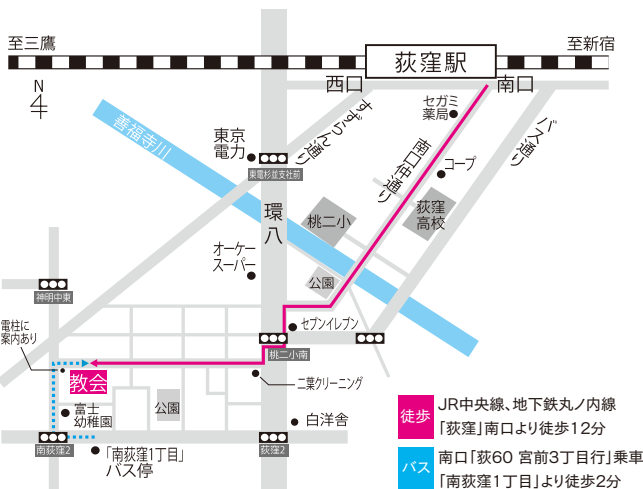 至三鷹
至新宿
荻窪駅
西口
南口
N
善福寺川
すずらん通り
セガミ
薬局
バス通り
東京
電力
東電杉並支社前
南口仲通り
コープ
荻窪
高校
環八
桃二小
オーケー
スーパー
公園
神明中東
電柱に
案内あり
セブンイレブン
桃二小南
教会
二葉クリーニング
富士
幼稚園
公園
白洋舎
南荻窪2
荻窪2
「南荻窪1丁目」
バス停
徒歩
JR中央線、地下鉄丸ノ内線
「荻窪」南口より徒歩12分
バス
南口「荻60 宮前3丁目行」乗車
「南荻窪1丁目」より徒歩2分